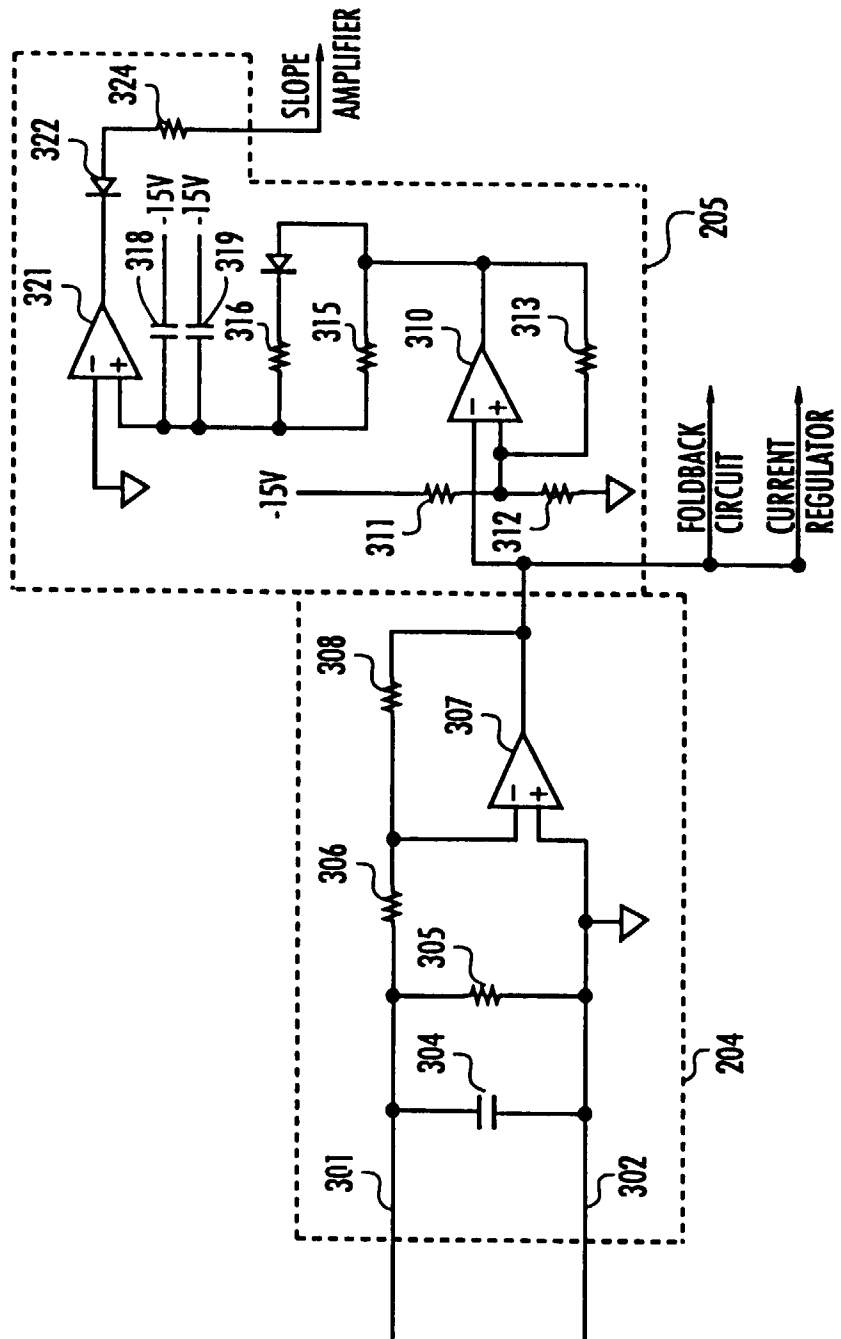 301
302
304
305
306
307
308
204
-15V
311
312
310
313
315
316
318
319
-15V
-15V
321
322
324
SLOPE
AMPLIFIER
205
FOLDBACK
CIRCUIT
CURRENT
REGULATOR
-
+
-
+
-
+